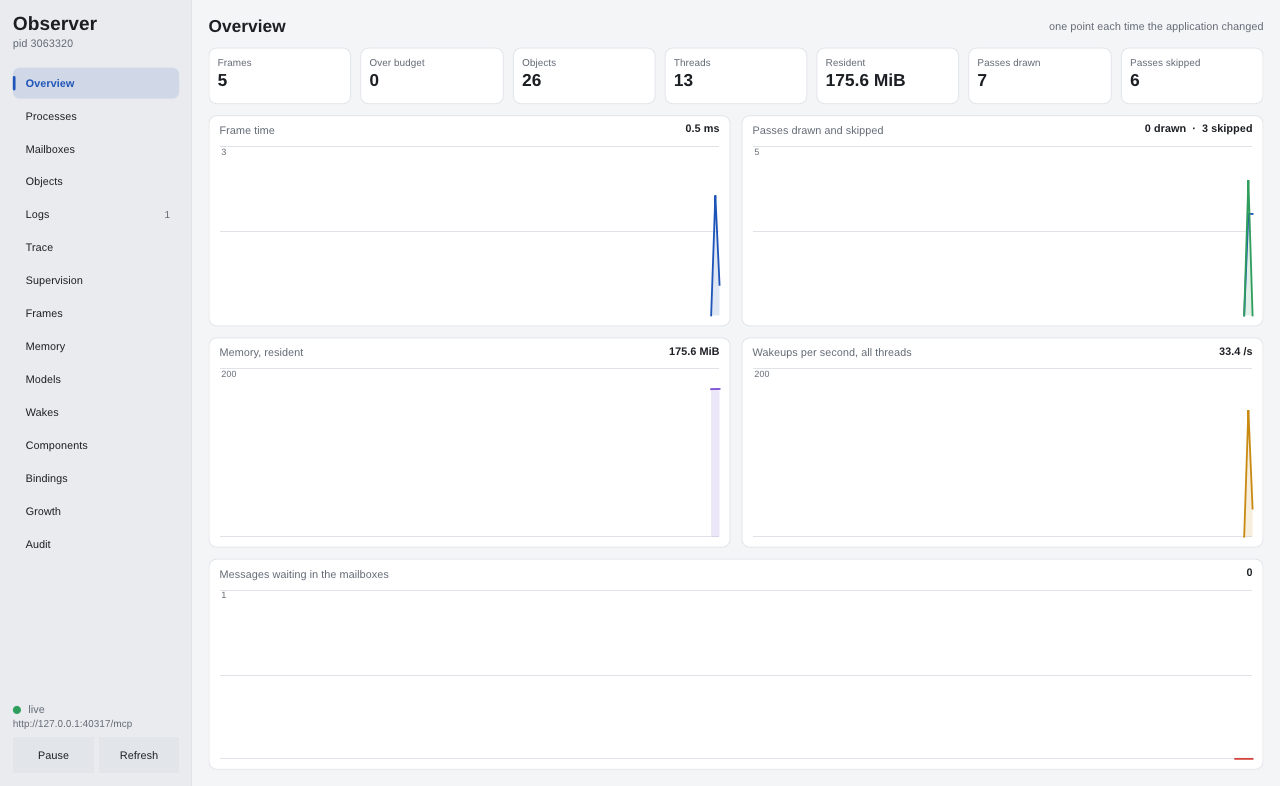 Observer
pid 3063320
Overview
Processes
Mailboxes
Objects
Logs 1
Trace
Supervision
Frames
Memory
Models
Wakes
Components
Bindings
Growth
Audit
live
http://127.0.0.1:40317/mcp
Pause Refresh
Overview one point each time the application changed
Frames
5
Over budget
0
Objects
26
Threads
13
Resident
175.6 MiB
Passes drawn
7
Passes skipped
6
Frame time 0.5 ms
3
Passes drawn and skipped 0 drawn · 3 skipped
5
Memory, resident 175.6 MiB
200
Wakeups per second, all threads 33.4 /s
200
Messages waiting in the mailboxes 0
1